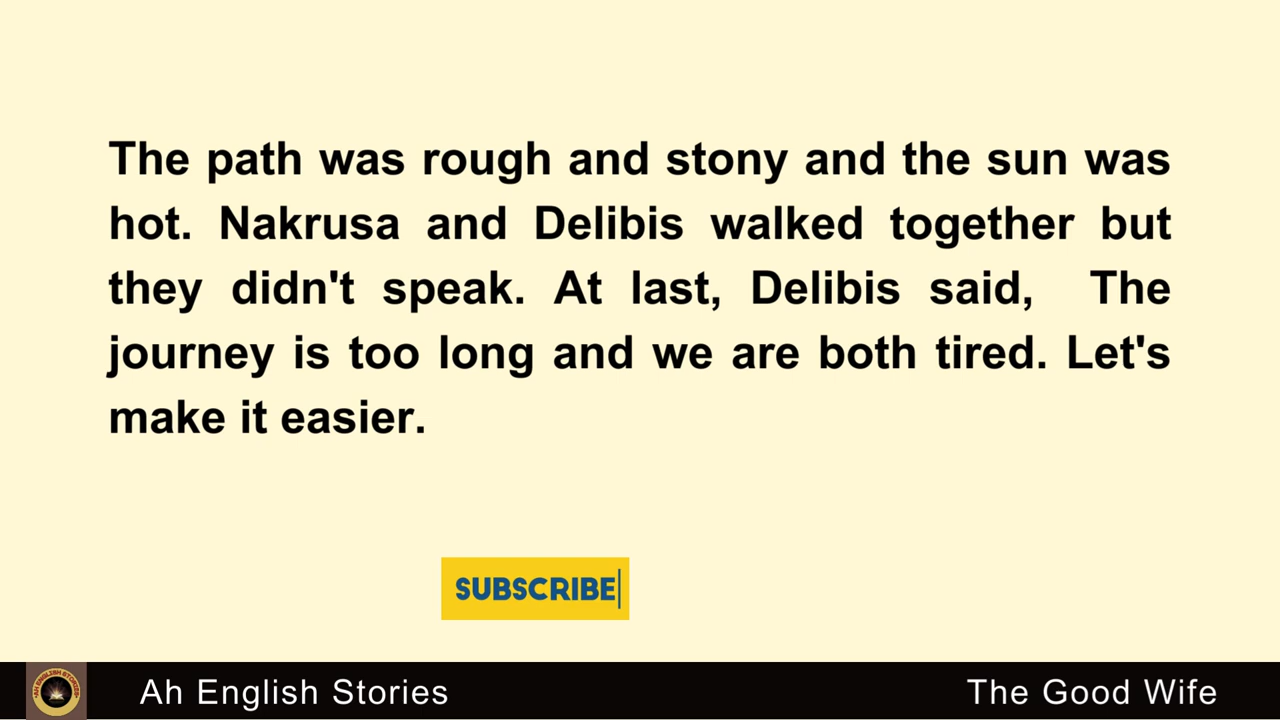 The path was rough and stony and the sun was
hot. Nakrusa and Delibis walked together but
they didn't speak. At last, Delibis said, The
journey is too long and we are both tired. Let's
make it easier.
SUBSCRIBE
Ah English Stories
The Good Wife